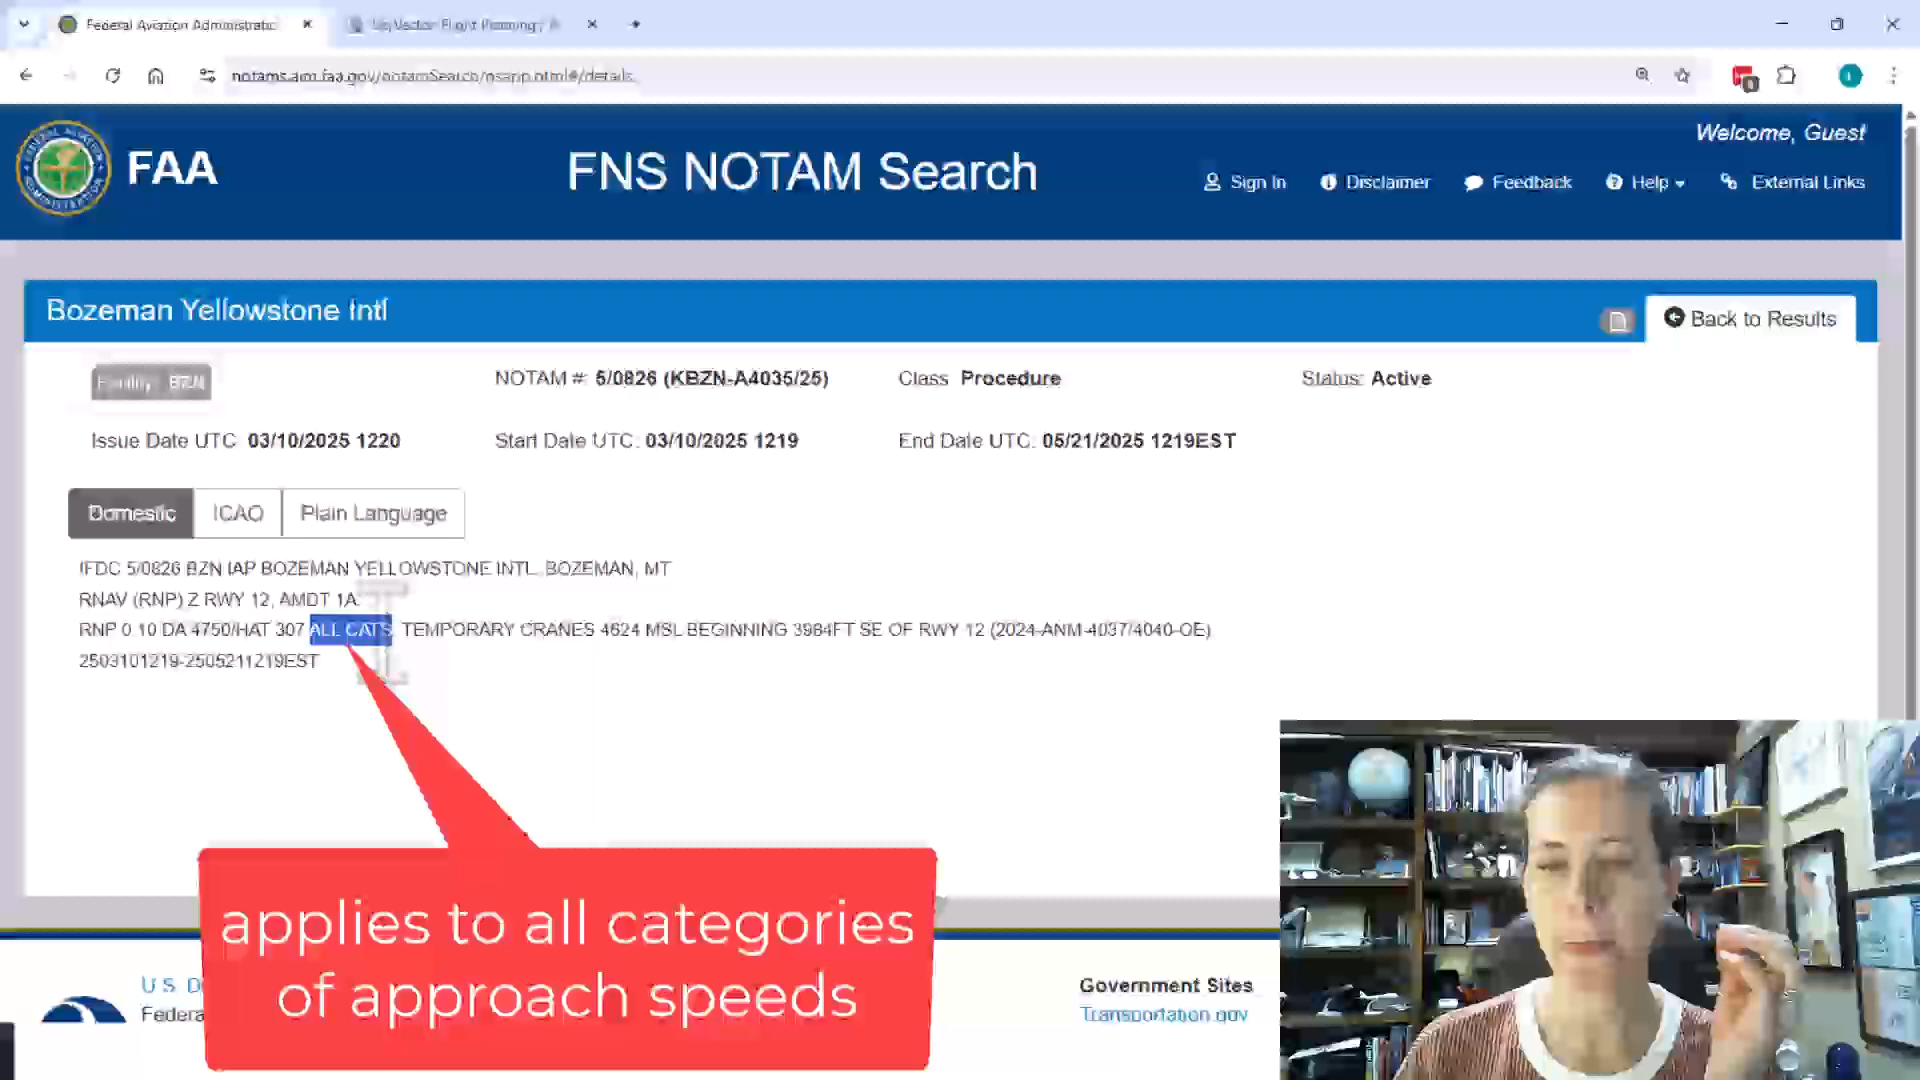 Federal Aviation Administratic
notams.aim.faa.gov/notamSearch/nsapp.html#/details
Welcome, Guest
FAA
FNS NOTAM Search
Sign In
Disclaimer
Feedback
Help
External Links
Bozeman Yellowstone Intl
Back to Results
Facility: BZN
NOTAM #: 5/0826 (KBZN-A4035/25)
Class: Procedure
Status: Active
Issue Date UTC: 03/10/2025 1220
Start Date UTC: 03/10/2025 1219
End Date UTC: 05/21/2025 1219EST
Domestic
ICAO
Plain Language
!FDC 5/0826 BZN IAP BOZEMAN YELLOWSTONE INTL, BOZEMAN, MT.
RNAV (RNP) Z RWY 12, AMDT 1A.
RNP 0.10 DA 4750/HAT 307 ALL CATS. TEMPORARY CRANES 4624 MSL BEGINNING 3984FT SE OF RWY 12 (2024-ANM-4037/4040-OE).
2503101219-2505211219EST
applies to all categories
of approach speeds
U.S. D
Federa
Government Sites
Transportation.gov